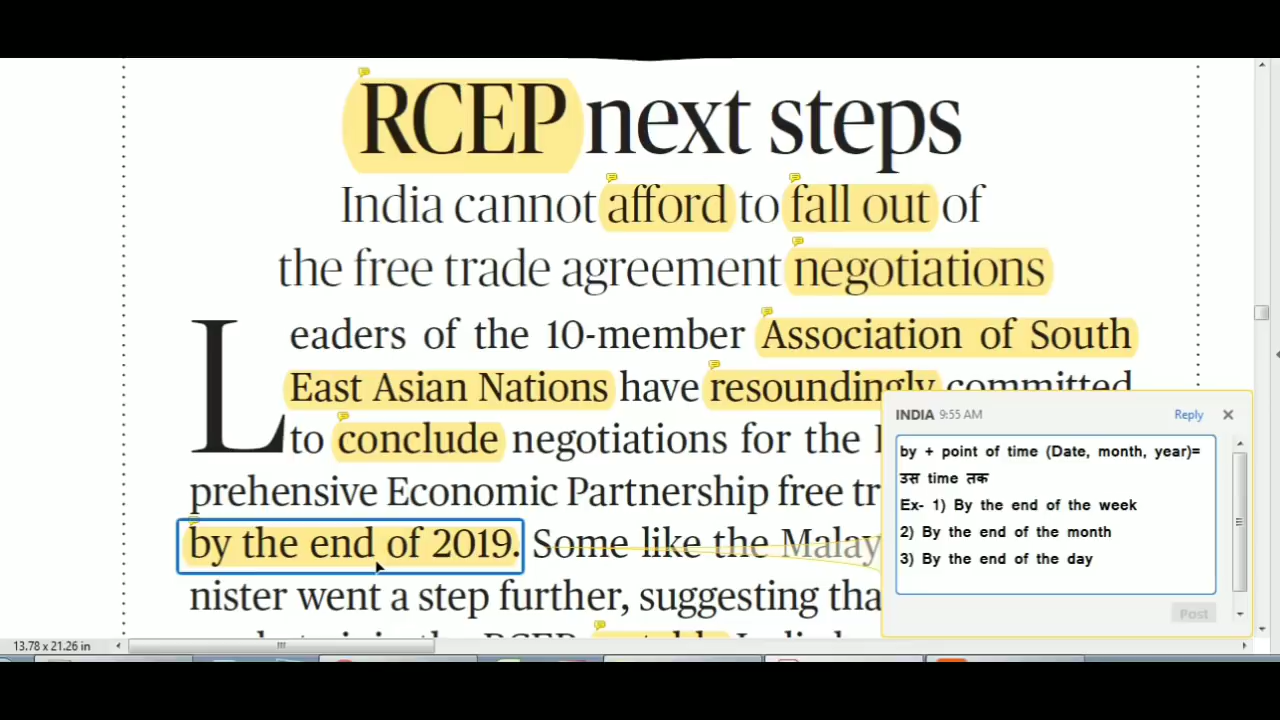 RCEP next steps
India cannot afford to fall out of
the free trade agreement negotiations
Leaders of the 10-member Association of South
East Asian Nations have resoundingly committed
to conclude negotiations for the
prehensive Economic Partnership free tr
by the end of 2019. Some like the Malay
nister went a step further, suggesting tha
INDIA 9:55 AM Reply
by + point of time (Date, month, year)=
उस time तक
Ex- 1) By the end of the week
2) By the end of the month
3) By the end of the day
Post
13.78 x 21.26 in